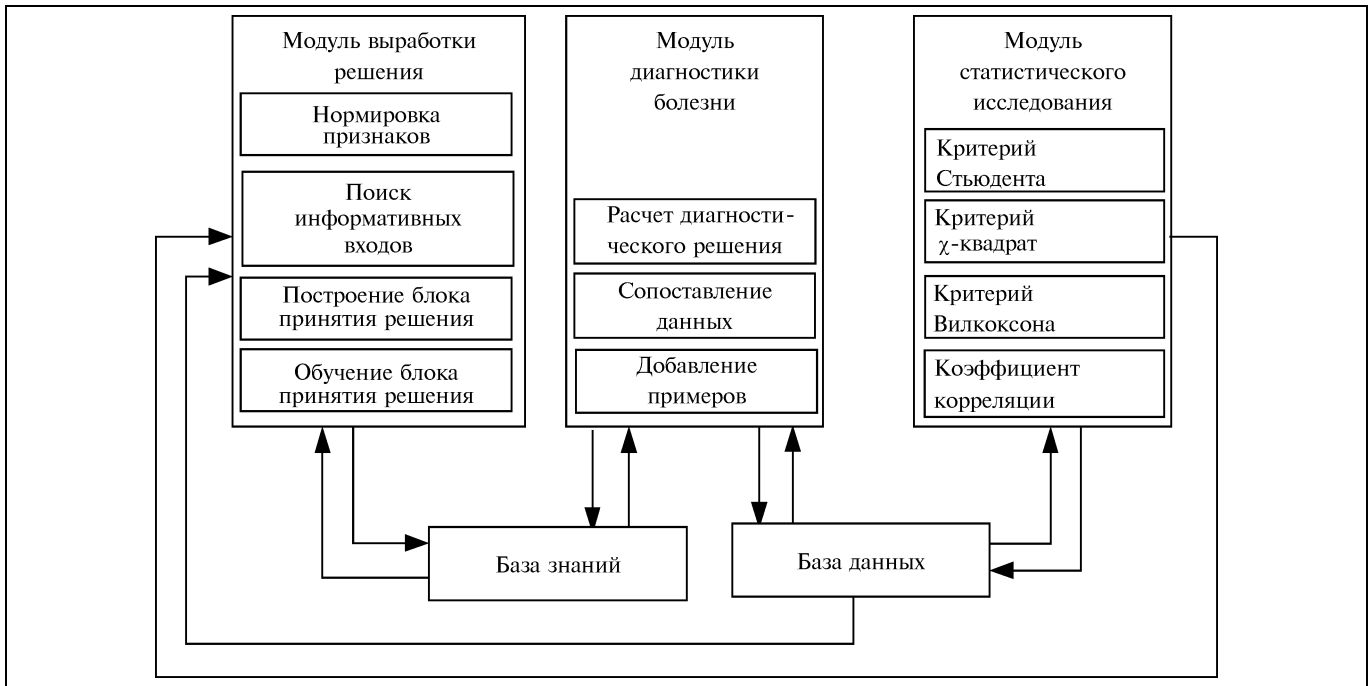 Модуль выработки
решения
Нормировка
признаков
Поиск
информативных
входов
Построение блока
принятия решения
Обучение блока
принятия решения
Модуль
диагностики
болезни
Расчет диагности-
ческого решения
Сопоставление
данных
Добавление
примеров
Модуль
статистического
исследования
Критерий
Стьюдента
Критерий
χ-квадрат
Критерий
Вилкоксона
Коэффициент
корреляции
База знаний
База данных